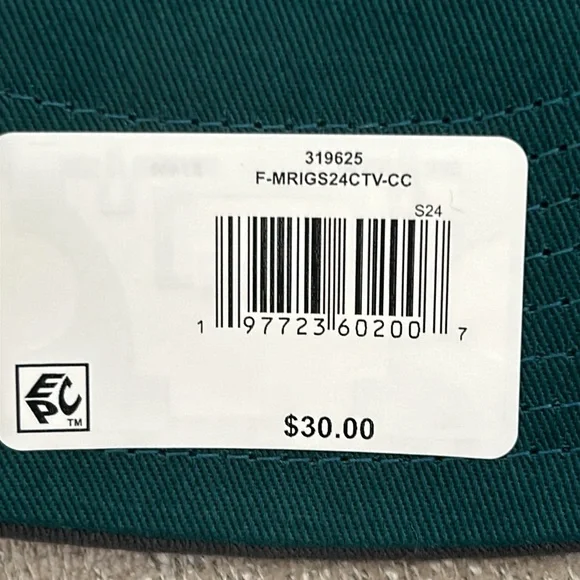 319625
F-MRIGS24CTV-CC
S24
1 97723 60200 7
EPC TM
$30.00